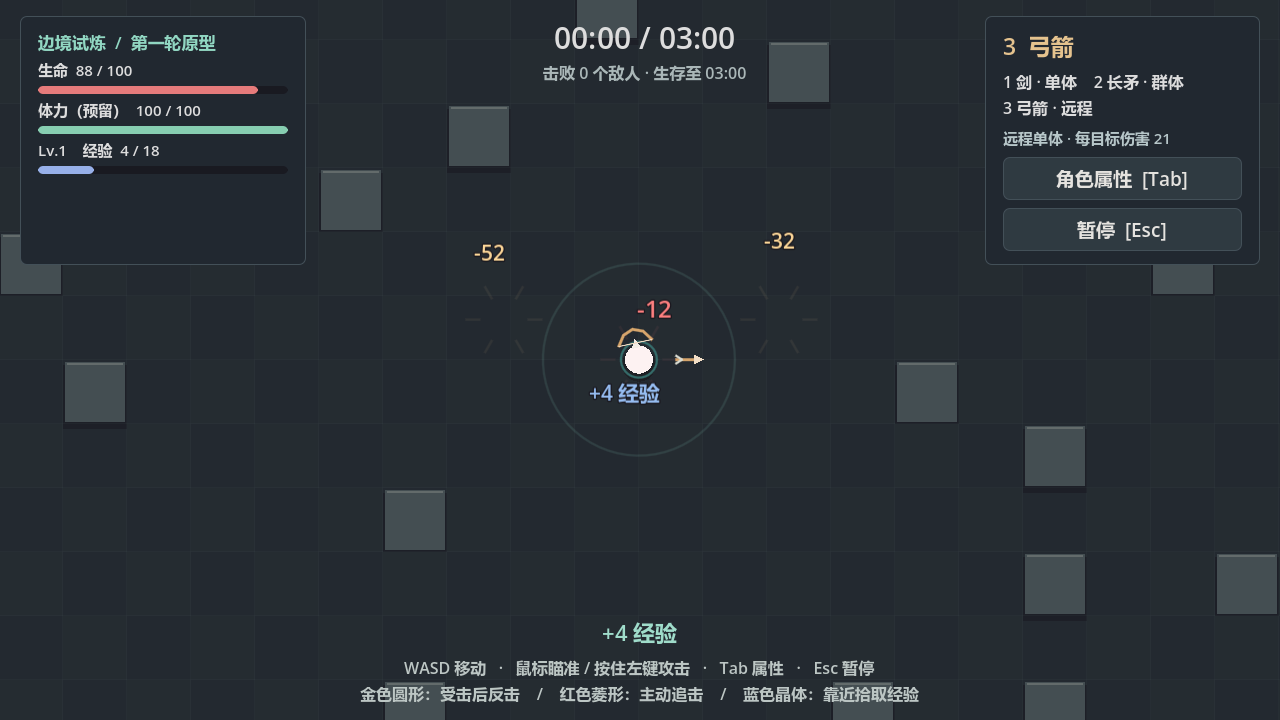 边境试炼 / 第一轮原型
生命 88 / 100
体力（预留） 100 / 100
Lv.1 经验 4 / 18
00:00 / 03:00
击败 0 个敌人 · 生存至 03:00
3 弓箭
1 剑 · 单体 2 长矛 · 群体
3 弓箭 · 远程
远程单体 · 每目标伤害 21
角色属性 [Tab]
暂停 [Esc]
-52
-32
-12
+4 经验
+4 经验
WASD 移动 · 鼠标瞄准 / 按住左键攻击 · Tab 属性 · Esc 暂停
金色圆形：受击后反击 / 红色菱形：主动追击 / 蓝色晶体：靠近拾取经验